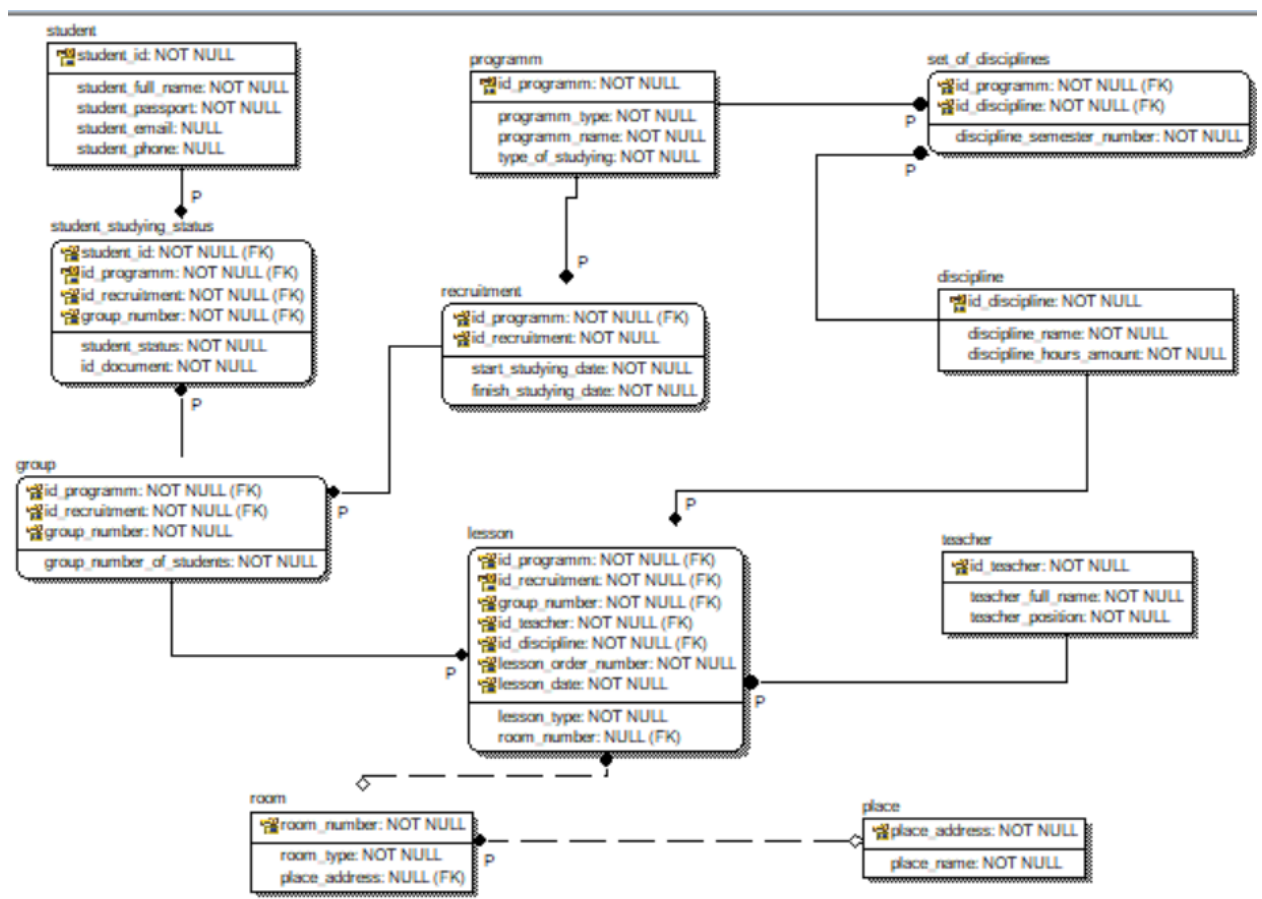 student
student_id: NOT NULL
student_full_name: NOT NULL
student_passport: NOT NULL
student_email: NULL
student_phone: NULL
P
programm
id_programm: NOT NULL
programm_type: NOT NULL
programm_name: NOT NULL
type_of_studying: NOT NULL
P
set_of_disciplines
id_programm: NOT NULL (FK)
id_discipline: NOT NULL (FK)
discipline_semester_number: NOT NULL
P
P
student_studying_status
student_id: NOT NULL (FK)
id_programm: NOT NULL (FK)
id_recruitment: NOT NULL (FK)
group_number: NOT NULL (FK)
student_status: NOT NULL
id_document: NOT NULL
P
recruitment
id_programm: NOT NULL (FK)
id_recruitment: NOT NULL
start_studying_date: NOT NULL
finish_studying_date: NOT NULL
discipline
id_discipline: NOT NULL
discipline_name: NOT NULL
discipline_hours_amount: NOT NULL
group
id_programm: NOT NULL (FK)
id_recruitment: NOT NULL (FK)
group_number: NOT NULL
group_number_of_students: NOT NULL
P
P
lesson
id_programm: NOT NULL (FK)
id_recruitment: NOT NULL (FK)
group_number: NOT NULL (FK)
id_teacher: NOT NULL (FK)
id_discipline: NOT NULL (FK)
lesson_order_number: NOT NULL
lesson_date: NOT NULL
lesson_type: NOT NULL
room_number: NULL (FK)
P
P
teacher
id_teacher: NOT NULL
teacher_full_name: NOT NULL
teacher_position: NOT NULL
room
room_number: NOT NULL
room_type: NOT NULL
place_address: NULL (FK)
P
place
place_address: NOT NULL
place_name: NOT NULL